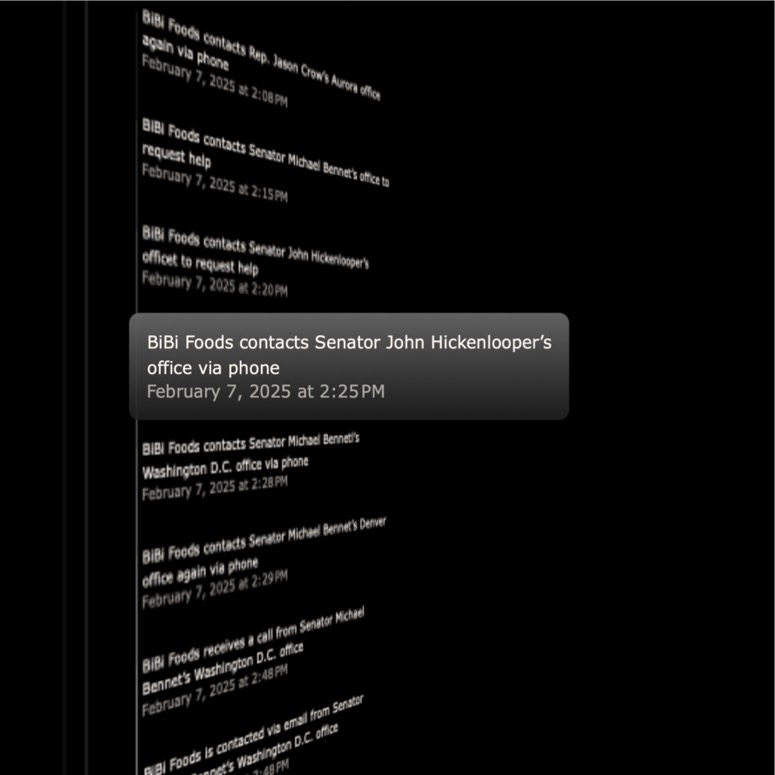 BiBi Foods contacts Rep. Jason Crow's Aurora office
again via phone
February 7, 2025 at 2:08PM
BiBi Foods contacts Senator Michael Bennet's office to
request help
February 7, 2025 at 2:15PM
BiBi Foods contacts Senator John Hickenlooper's
officet to request help
February 7, 2025 at 2:20PM
BiBi Foods contacts Senator John Hickenlooper’s
office via phone
February 7, 2025 at 2:25PM
BiBi Foods contacts Senator Michael Bennetl's
Washington D.C. office via phone
February 7, 2025 at 2:28PM
BiBi Foods contacts Senator Michael Bennet's Denver
office again via phone
February 7, 2025 at 2:29PM
BiBi Foods receives a call from Senator Michael
Bennet's Washington D.C. office
February 7, 2025 at 2:48PM
BiBi Foods is contacted via email from Senator
Washington D.C. office